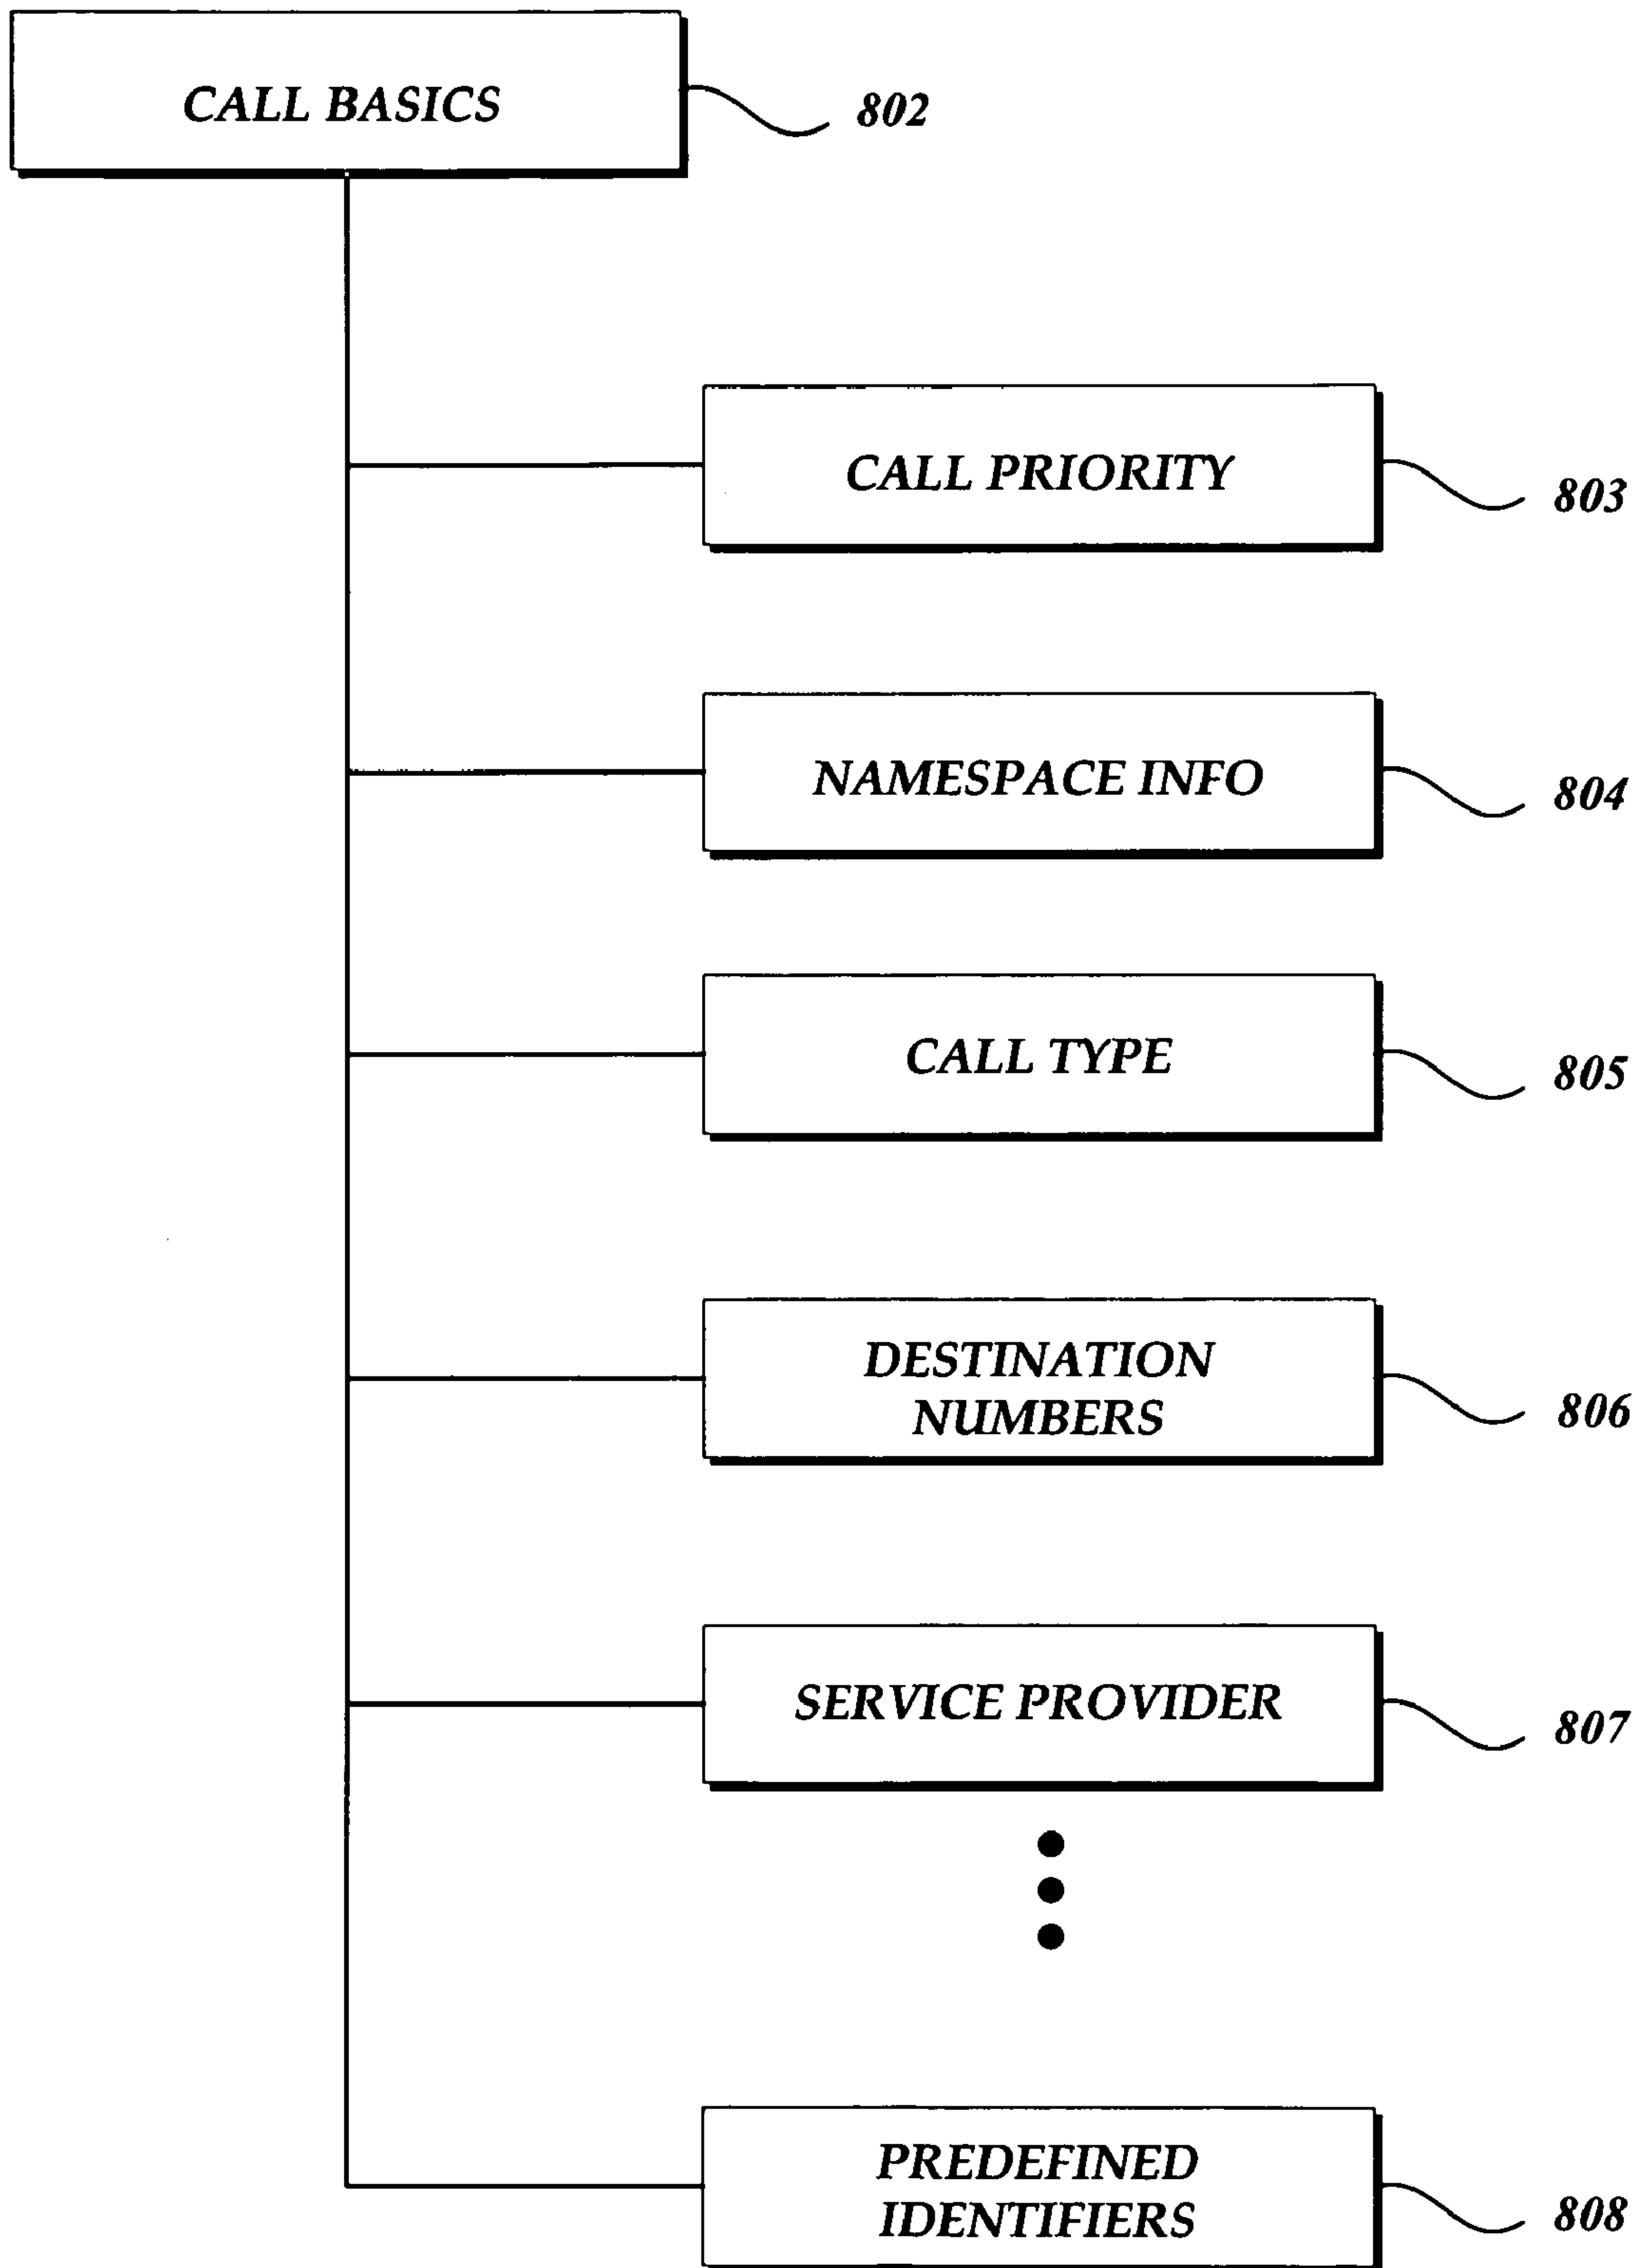 CALL BASICS
802
CALL PRIORITY
803
NAMESPACE INFO
804
CALL TYPE
805
DESTINATION
NUMBERS
806
SERVICE PROVIDER
807
PREDEFINED
IDENTIFIERS
808